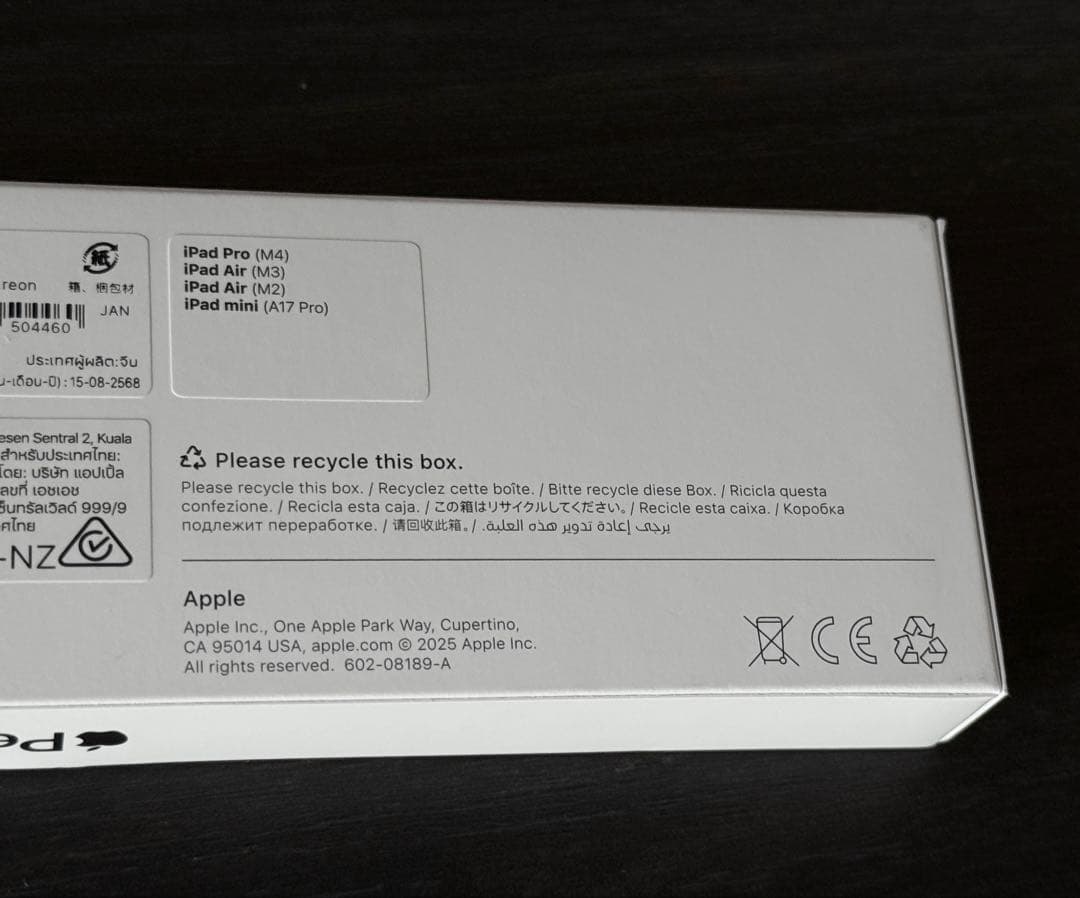 reon
紙
箱、梱包材
JAN
504460
ประเทศผู้ผลิต:จีน
-เดือน-ปี) : 15-08-2568
iPad Pro (M4)
iPad Air (M3)
iPad Air (M2)
iPad mini (A17 Pro)
esen Sentral 2, Kuala
สำหรับประเทศไทย:
โดย: บริษัท แอปเปิ้ล
ลขที่ เอชเอช
ซ็นทรัลเวิลด์ 999/9
ศไทย
-NZ
Please recycle this box.
Please recycle this box. / Recyclez cette boîte. / Bitte recycle diese Box. / Ricicla questa
confezione. / Recicla esta caja. / この箱はリサイクルしてください。/ Recicle esta caixa. / Коробка
подлежит переработке. / 请回收此箱。/ يرجى إعادة تدوير هذه العلبة.
Apple
Apple Inc., One Apple Park Way, Cupertino,
CA 95014 USA, apple.com © 2025 Apple Inc.
All rights reserved. 602-08189-A
CE
Pe